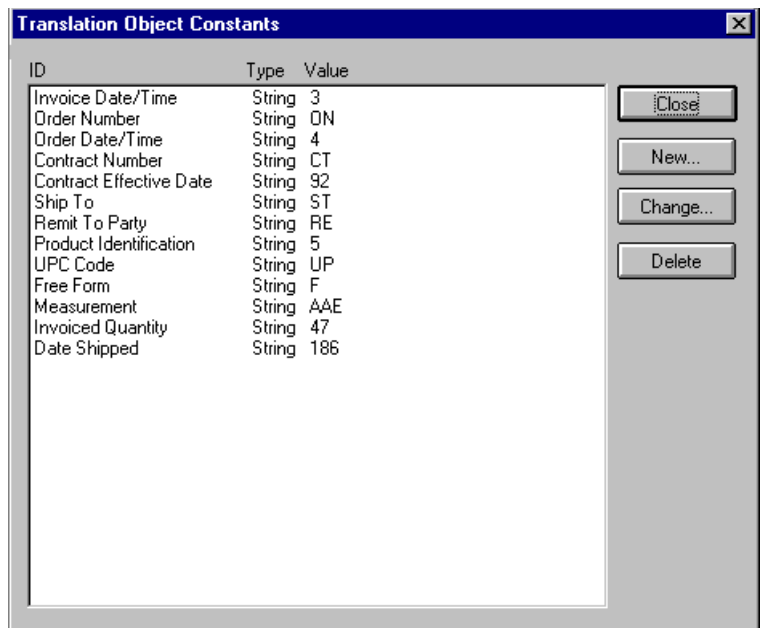 Translation Object Constants
ID Type Value
Invoice Date/Time String 3
Order Number String ON
Order Date/Time String 4
Contract Number String CT
Contract Effective Date String 92
Ship To String ST
Remit To Party String RE
Product Identification String 5
UPC Code String UP
Free Form String F
Measurement String AAE
Invoiced Quantity String 47
Date Shipped String 186
Close
New...
Change...
Delete